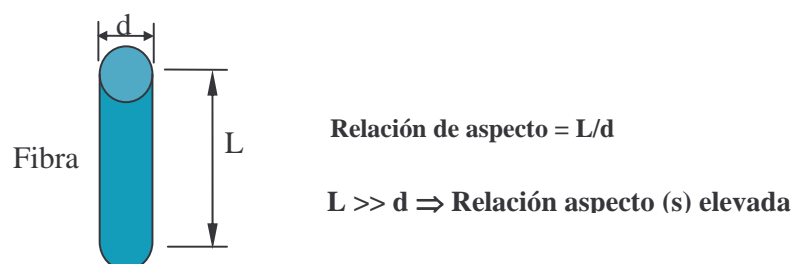 d
L
Fibra
Relación de aspecto = L/d
L >> d ⇒ Relación aspecto (s) elevada